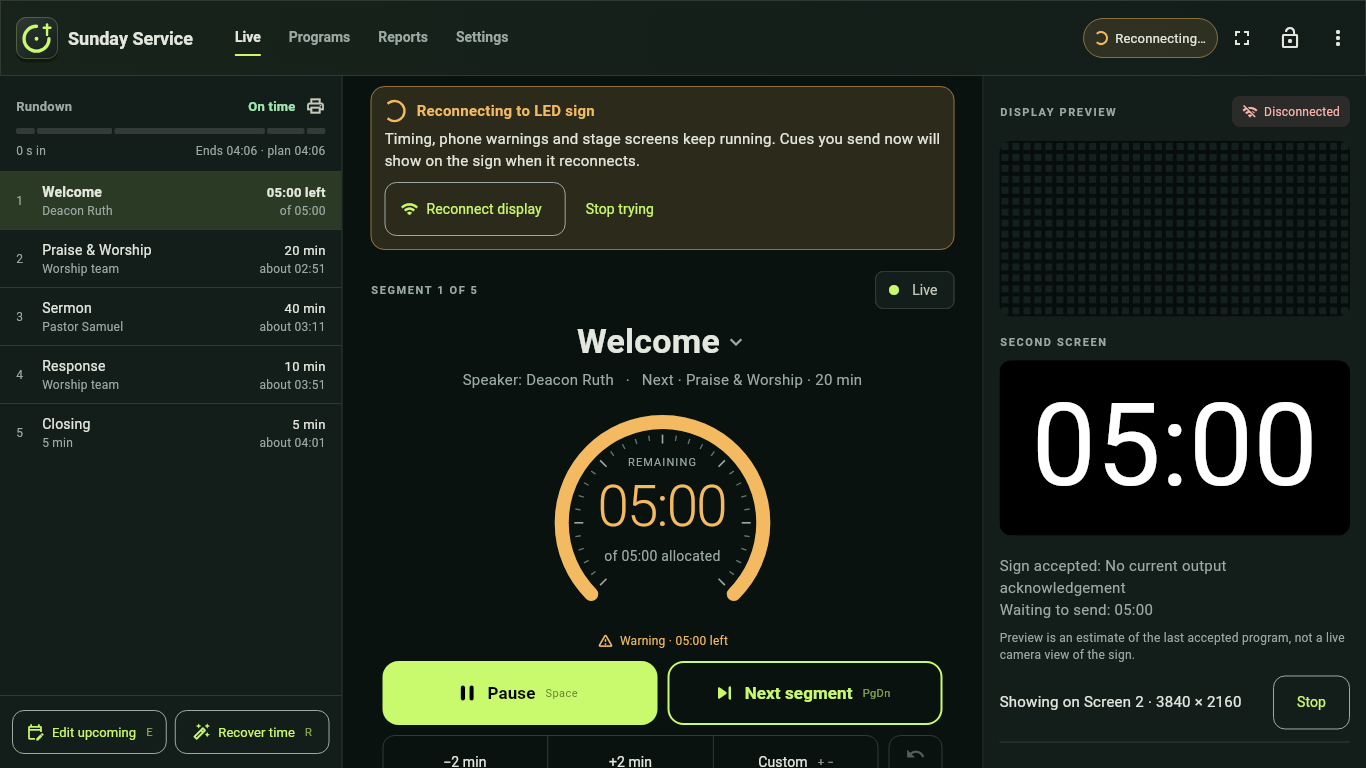 Sunday Service
Live
Programs
Reports
Settings
Reconnecting…
Rundown
On time
0 s in
Ends 04:06 · plan 04:06
1
Welcome
05:00 left
Deacon Ruth
of 05:00
2
Praise & Worship
20 min
Worship team
about 02:51
3
Sermon
40 min
Pastor Samuel
about 03:11
4
Response
10 min
Worship team
about 03:51
5
Closing
5 min
5 min
about 04:01
Edit upcoming E
Recover time R
Reconnecting to LED sign
Timing, phone warnings and stage screens keep running. Cues you send now will
show on the sign when it reconnects.
Reconnect display
Stop trying
SEGMENT 1 OF 5
Live
Welcome
Speaker: Deacon Ruth · Next · Praise & Worship · 20 min
REMAINING
05:00
of 05:00 allocated
Warning · 05:00 left
Pause Space
Next segment PgDn
−2 min
+2 min
Custom + −
DISPLAY PREVIEW
Disconnected
SECOND SCREEN
05:00
Sign accepted: No current output
acknowledgement
Waiting to send: 05:00
Preview is an estimate of the last accepted program, not a live
camera view of the sign.
Showing on Screen 2 · 3840 × 2160
Stop